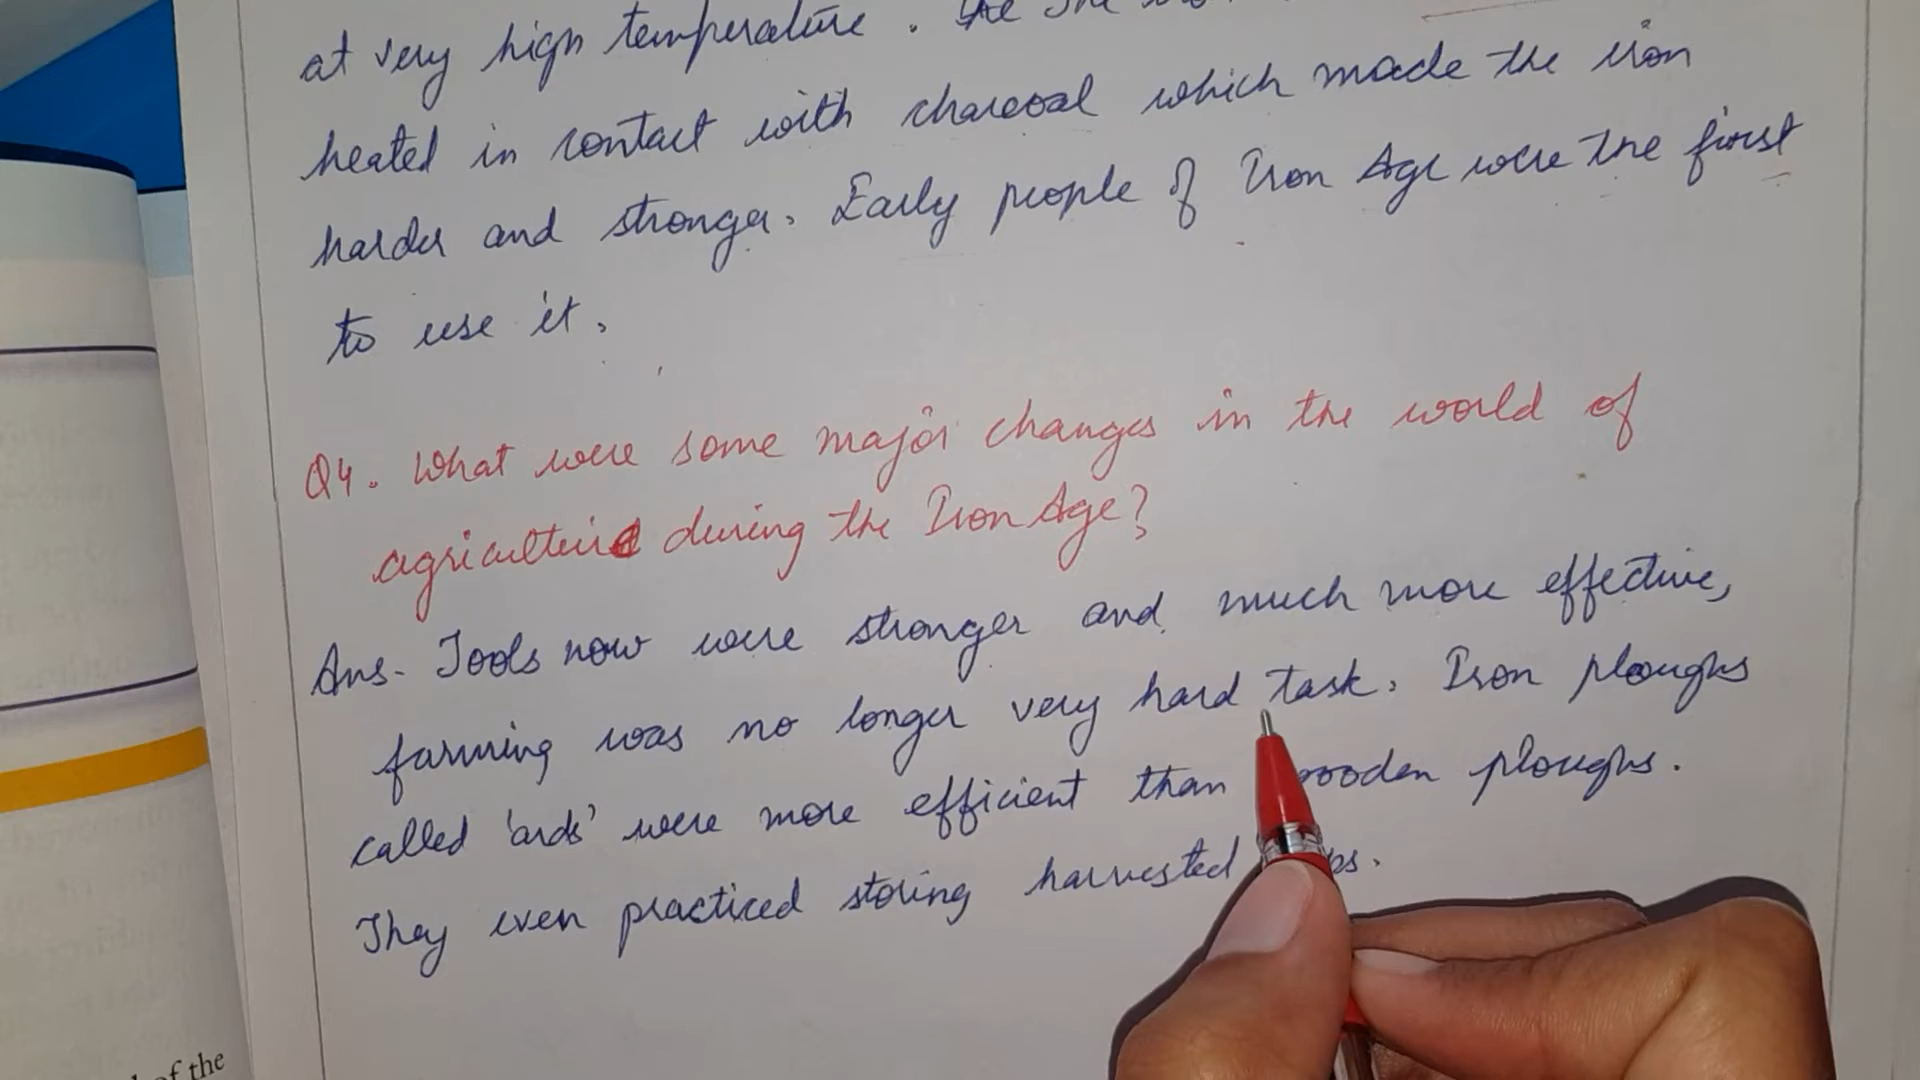 at very high temperature. The
heated in contact with charcoal which made the iron
harder and stronger. Early people of Iron Age were the first
to use it.
Q4. What were some major changes in the world of
agriculture during the Iron Age?
Ans- Tools now were stronger and much more effective,
farming was no longer very hard task. Iron ploughs
called 'ards' were more efficient than wooden ploughs.
They even practiced storing harvested
of the